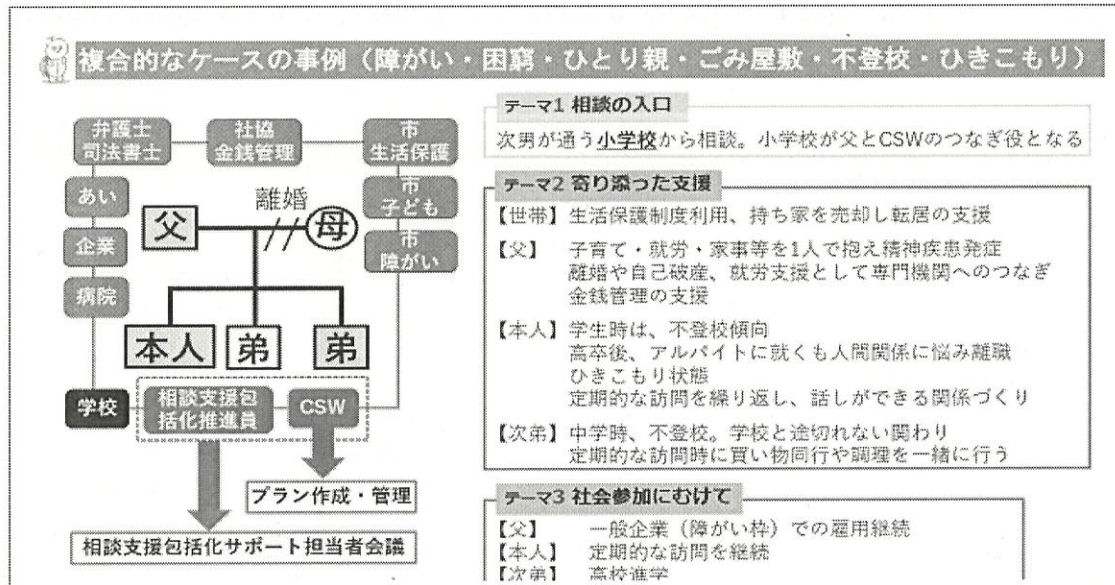 複合的なケースの事例（障がい・困窮・ひとり親・ごみ屋敷・不登校・ひきこもり）
弁護士
司法書士
社協
金銭管理
市
生活保護
あい
企業
病院
市
子ども
市
障がい
離婚
父
母
本人
弟
弟
学校
相談支援包
括化推進員
CSW
プラン作成・管理
相談支援包括化サポート担当者会議
テーマ1 相談の入口
次男が通う小学校から相談。小学校が父とCSWのつなぎ役となる
テーマ2 寄り添った支援
【世帯】生活保護制度利用、持ち家を売却し転居の支援
【父】 子育て・就労・家事等を1人で抱え精神疾患発症
離婚や自己破産、就労支援として専門機関へのつなぎ
金銭管理の支援
【本人】学生時は、不登校傾向
高卒後、アルバイトに就くも人間関係に悩み離職
ひきこもり状態
定期的な訪問を繰り返し、話しができる関係づくり
【次弟】中学時、不登校。学校と途切れない関わり
定期的な訪問時に買い物同行や調理を一緒に行う
テーマ3 社会参加にむけて
【父】 一般企業（障がい枠）での雇用継続
【本人】 定期的な訪問を継続
【次弟】 高校進学